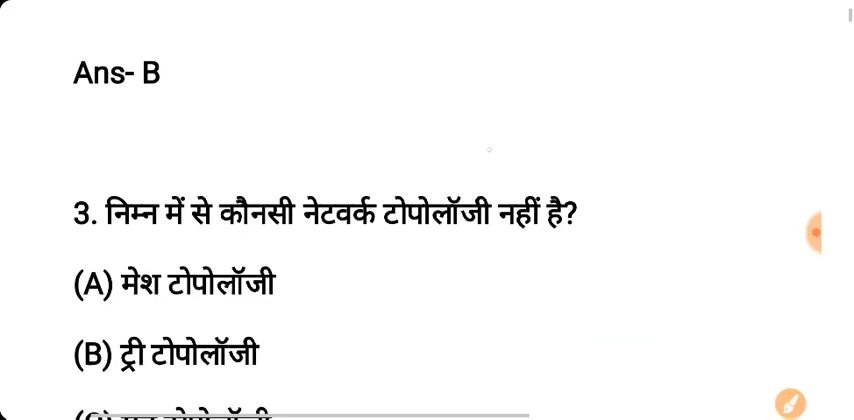 Ans- B
3. निम्न में से कौनसी नेटवर्क टोपोलॉजी नहीं है?
(A) मेश टोपोलॉजी
(B) ट्री टोपोलॉजी